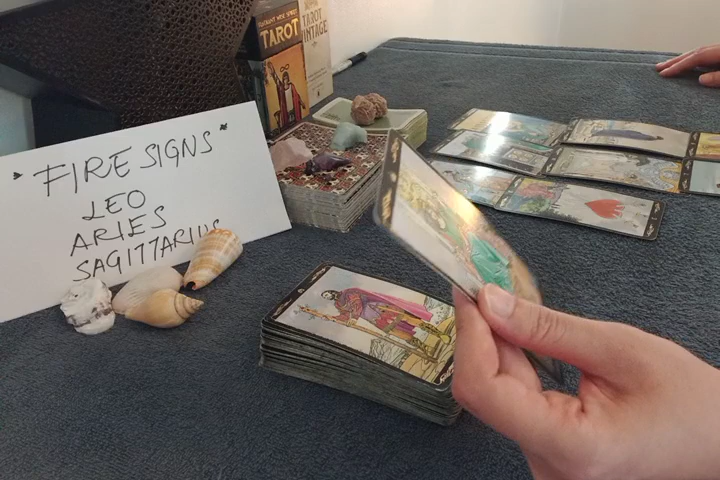 TAROT
TAROT
VINTAGE
"FIRE SIGNS"
LEO
ARIES
SAGITTARIUS